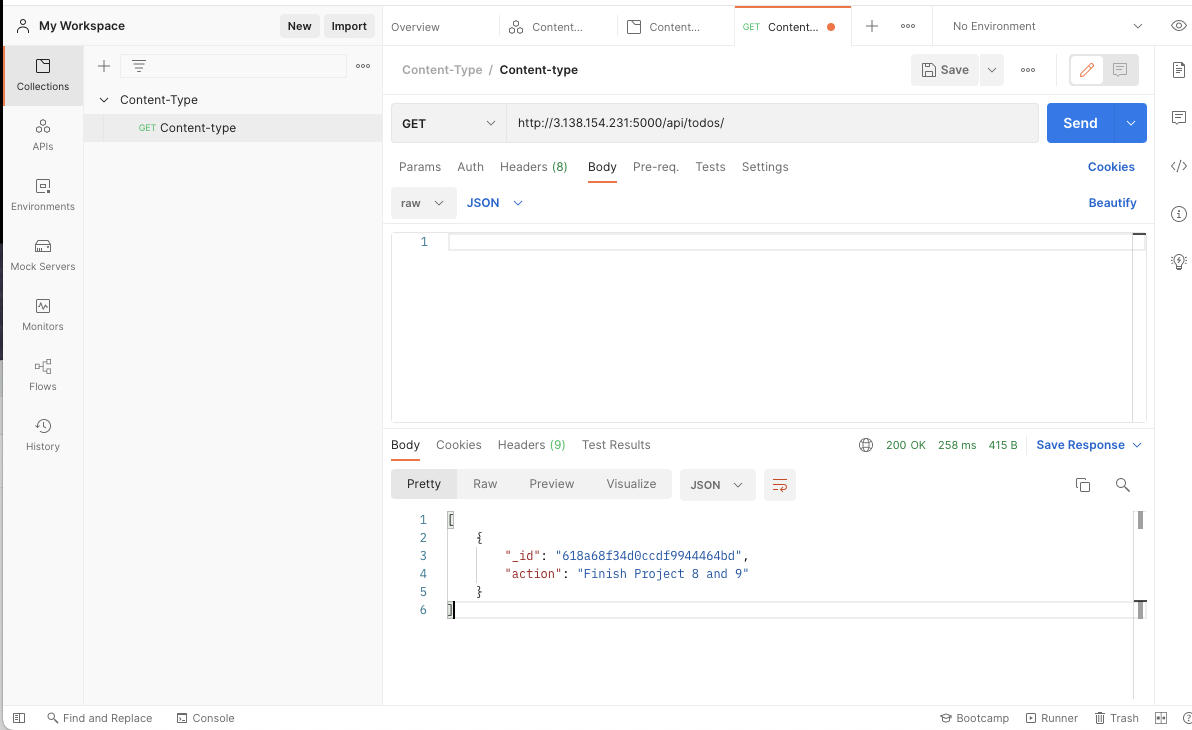 My Workspace New Import Overview Content... Content... GET Content... No Environment
Collections
APIs
Environments
Mock Servers
Monitors
Flows
History
Content-Type
GET Content-type
Content-Type / Content-type Save
GET http://3.138.154.231:5000/api/todos/ Send
Params Auth Headers (8) Body Pre-req. Tests Settings Cookies
raw JSON Beautify
1
Body Cookies Headers (9) Test Results 200 OK 258 ms 415 B Save Response
Pretty Raw Preview Visualize JSON
1 [
2 {
3 "_id": "618a68f34d0ccdf9944464bd",
4 "action": "Finish Project 8 and 9"
5 }
6 ]
Find and Replace Console Bootcamp Runner Trash